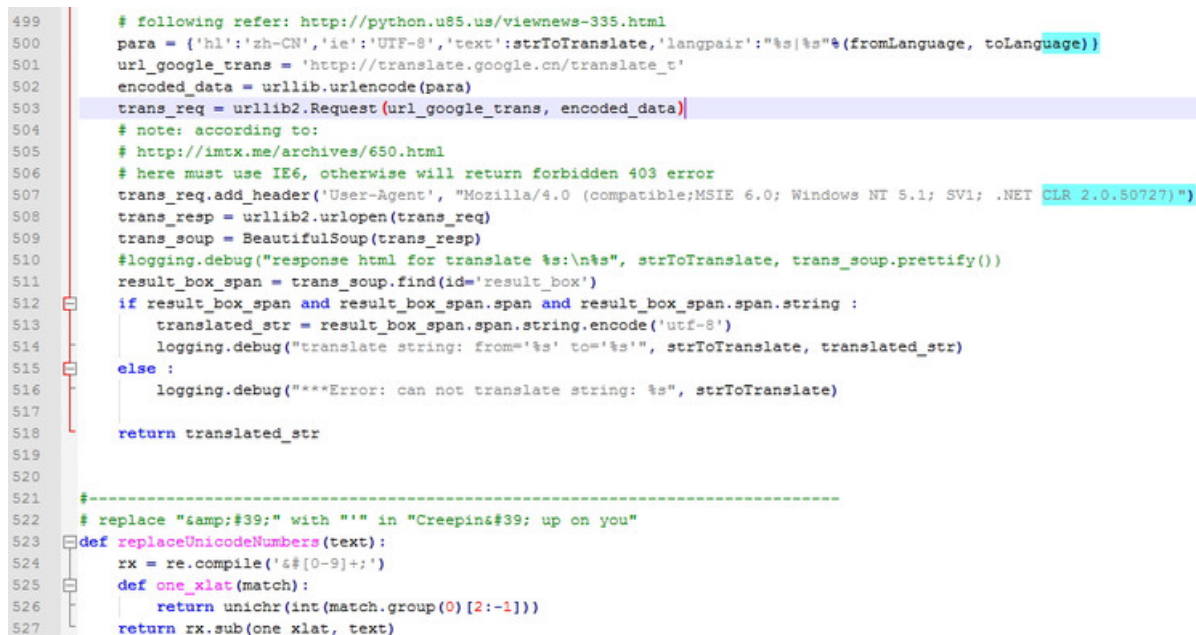 499 # following refer: http://python.u85.us/viewnews-335.html
500 para = {'hl':'zh-CN','ie':'UTF-8','text':strToTranslate,'langpair':"%s|%s"%(fromLanguage, toLanguage)}
501 url_google_trans = 'http://translate.google.cn/translate_t'
502 encoded_data = urllib.urlencode(para)
503 trans_req = urllib2.Request(url_google_trans, encoded_data)
504 # note: according to:
505 # http://imtx.me/archives/650.html
506 # here must use IE6, otherwise will return forbidden 403 error
507 trans_req.add_header('User-Agent', "Mozilla/4.0 (compatible;MSIE 6.0; Windows NT 5.1; SV1; .NET CLR 2.0.50727)")
508 trans_resp = urllib2.urlopen(trans_req)
509 trans_soup = BeautifulSoup(trans_resp)
510 #logging.debug("response html for translate %s:\n%s", strToTranslate, trans_soup.prettify())
511 result_box_span = trans_soup.find(id='result_box')
512 if result_box_span and result_box_span.span and result_box_span.span.string :
513 translated_str = result_box_span.span.string.encode('utf-8')
514 logging.debug("translate string: from='%s' to='%s'", strToTranslate, translated_str)
515 else :
516 logging.debug("***Error: can not translate string: %s", strToTranslate)
517
518 return translated_str
519
520
521 #------------------------------------------------------------------------------
522 # replace "&amp;#39;" with "'" in "Creepin&#39; up on you"
523 def replaceUnicodeNumbers(text):
524 rx = re.compile('&#[0-9]+;')
525 def one_xlat(match):
526 return unichr(int(match.group(0)[2:-1]))
527 return rx.sub(one_xlat, text)